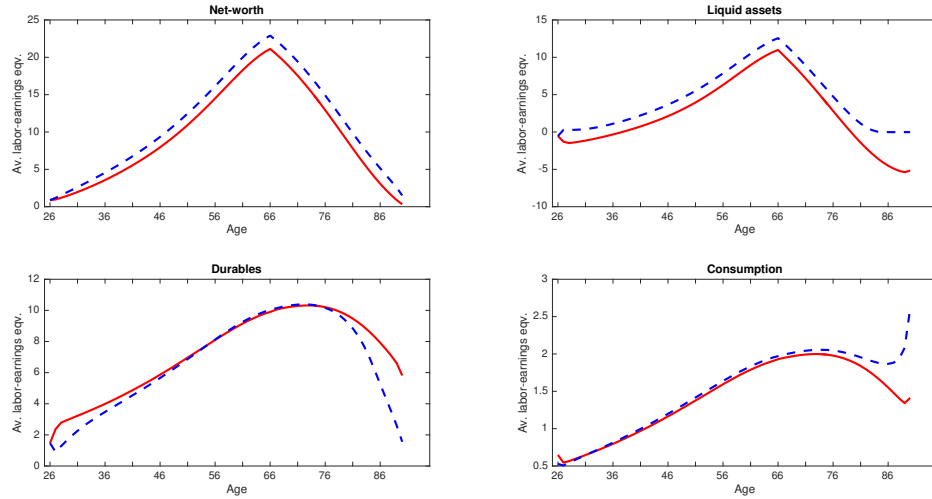 Net-worth
Av. labor-earnings eqv.
25
20
15
10
5
0
26 36 46 56 66 76 86
Age
Liquid assets
Av. labor-earnings eqv.
15
10
5
0
-5
-10
26 36 46 56 66 76 86
Age
Durables
Av. labor-earnings eqv.
12
10
8
6
4
2
0
26 36 46 56 66 76 86
Age
Consumption
Av. labor-earnings eqv.
3
2.5
2
1.5
1
0.5
26 36 46 56 66 76 86
Age